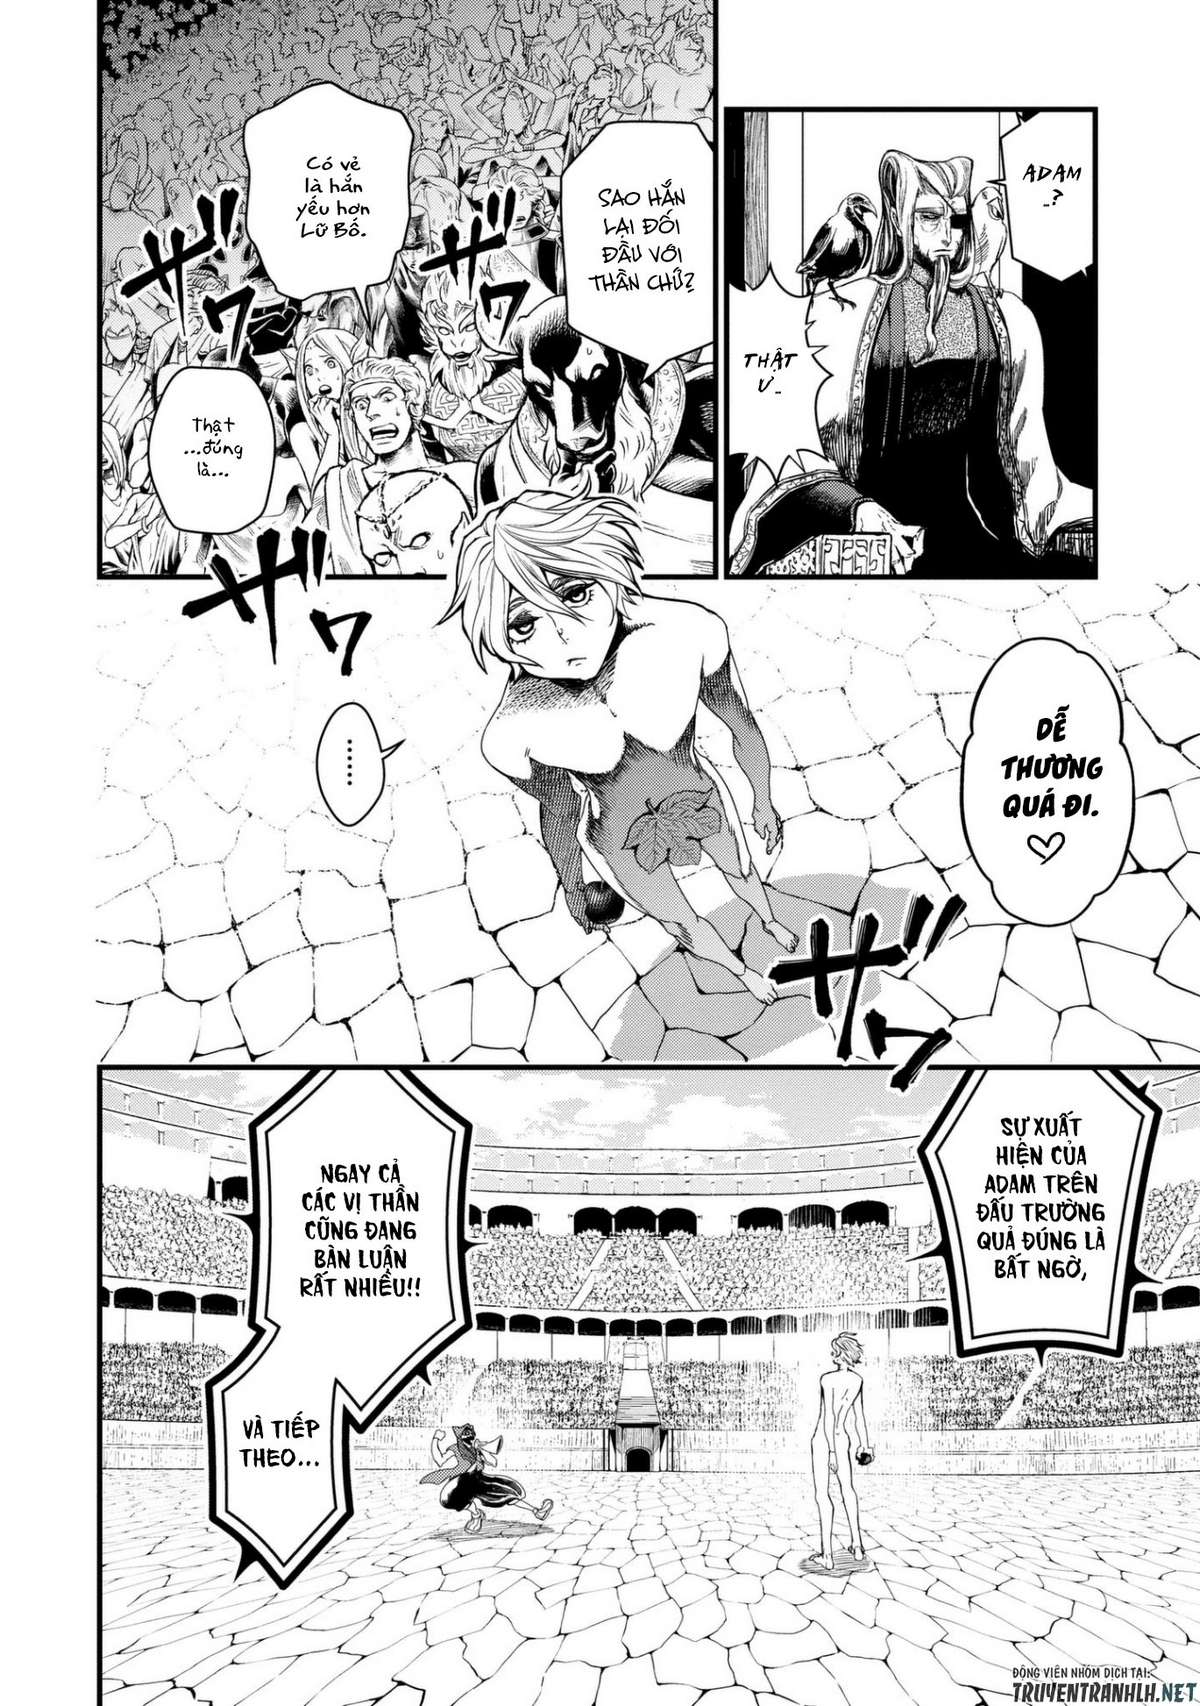 ADAM
..?
THẬT
Ư..
SAO HẮN
LẠI ĐỐI
ĐẦU VỚI
THẦN CHỨ?
Có vẻ
là hắn
yếu hơn
Lữ Bố.
Thật
...đúng
là...
ザワ
ザワ
ザワ
ザワ
DỄ
THƯƠNG
QUÁ ĐI.
♡
......
SỰ XUẤT
HIỆN CỦA
ADAM TRÊN
ĐẤU TRƯỜNG
QUẢ ĐÚNG LÀ
BẤT NGỜ,
NGAY CẢ
CÁC VỊ THẦN
CŨNG ĐANG
BÀN LUẬN
RẤT NHIỀU!!
VÀ TIẾP
THEO...
ĐỘNG VIÊN NHÓM DỊCH TẠI:
TRUYENTRANHLH.NET